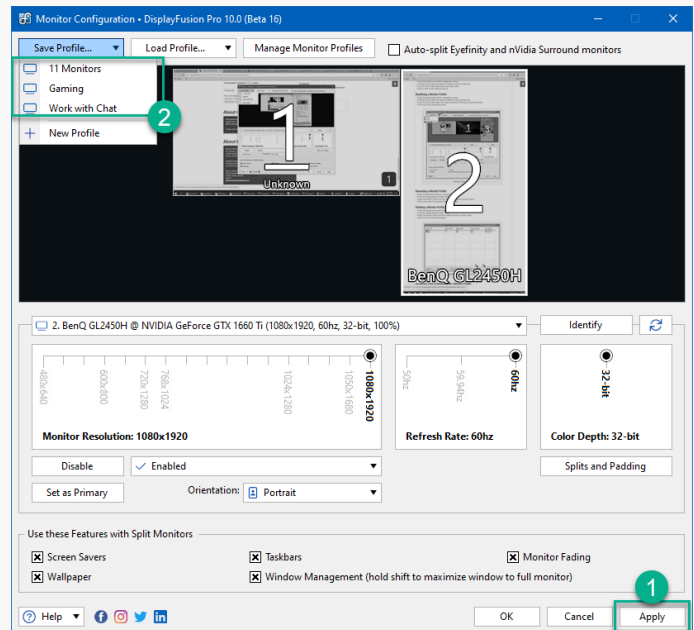 Monitor Configuration • DisplayFusion Pro 10.0 (Beta 16)
Save Profile...
Load Profile...
Manage Monitor Profiles
Auto-split Eyefinity and nVidia Surround monitors
11 Monitors
Gaming
Work with Chat
New Profile
2
1
Unknown
1
2
BenQ GL2450H
2. BenQ GL2450H @ NVIDIA GeForce GTX 1660 Ti (1080x1920, 60hz, 32-bit, 100%)
Identify
480x640
600x800
720x1280
768x1024
1024x1280
1050x1680
1080x1920
Monitor Resolution: 1080x1920
50hz
59.94hz
60hz
Refresh Rate: 60hz
32-bit
Color Depth: 32-bit
Disable
Enabled
Splits and Padding
Set as Primary
Orientation:
Portrait
Use these Features with Split Monitors
Screen Savers
Taskbars
Monitor Fading
Wallpaper
Window Management (hold shift to maximize window to full monitor)
1
Help
OK
Cancel
Apply